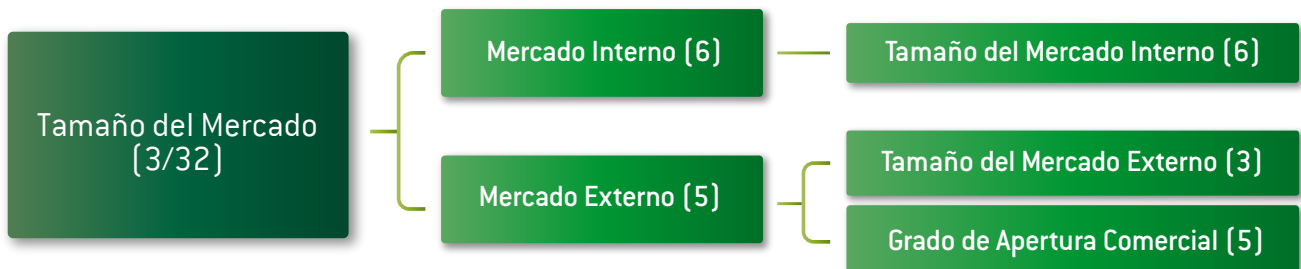 Tamaño del Mercado
(3/32)
Mercado Interno (6)
Tamaño del Mercado Interno (6)
Mercado Externo (5)
Tamaño del Mercado Externo (3)
Grado de Apertura Comercial (5)